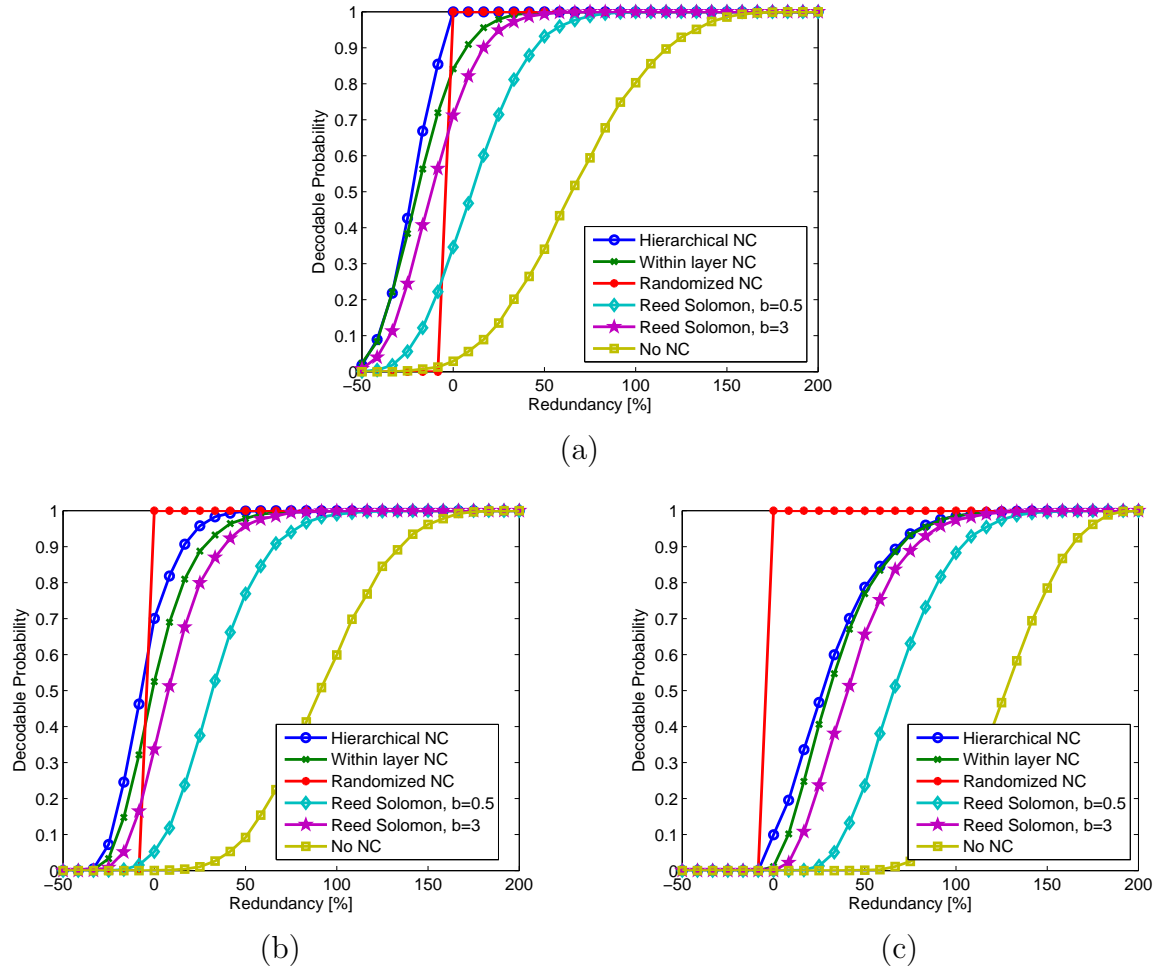 1
0.9
0.8
0.7
0.6
0.5
0.4
0.3
0.2
0.1
0
Decodable Probability
Hierarchical NC
Within layer NC
Randomized NC
Reed Solomon, b=0.5
Reed Solomon, b=3
No NC
−50 0 50 100 150 200
Redundancy [%]
(a)
1
0.9
0.8
0.7
0.6
0.5
0.4
0.3
0.2
0.1
0
Decodable Probability
Hierarchical NC
Within layer NC
Randomized NC
Reed Solomon, b=0.5
Reed Solomon, b=3
No NC
−50 0 50 100 150 200
Redundancy [%]
(b)
1
0.9
0.8
0.7
0.6
0.5
0.4
0.3
0.2
0.1
0
Decodable Probability
Hierarchical NC
Within layer NC
Randomized NC
Reed Solomon, b=0.5
Reed Solomon, b=3
No NC
−50 0 50 100 150 200
Redundancy [%]
(c)